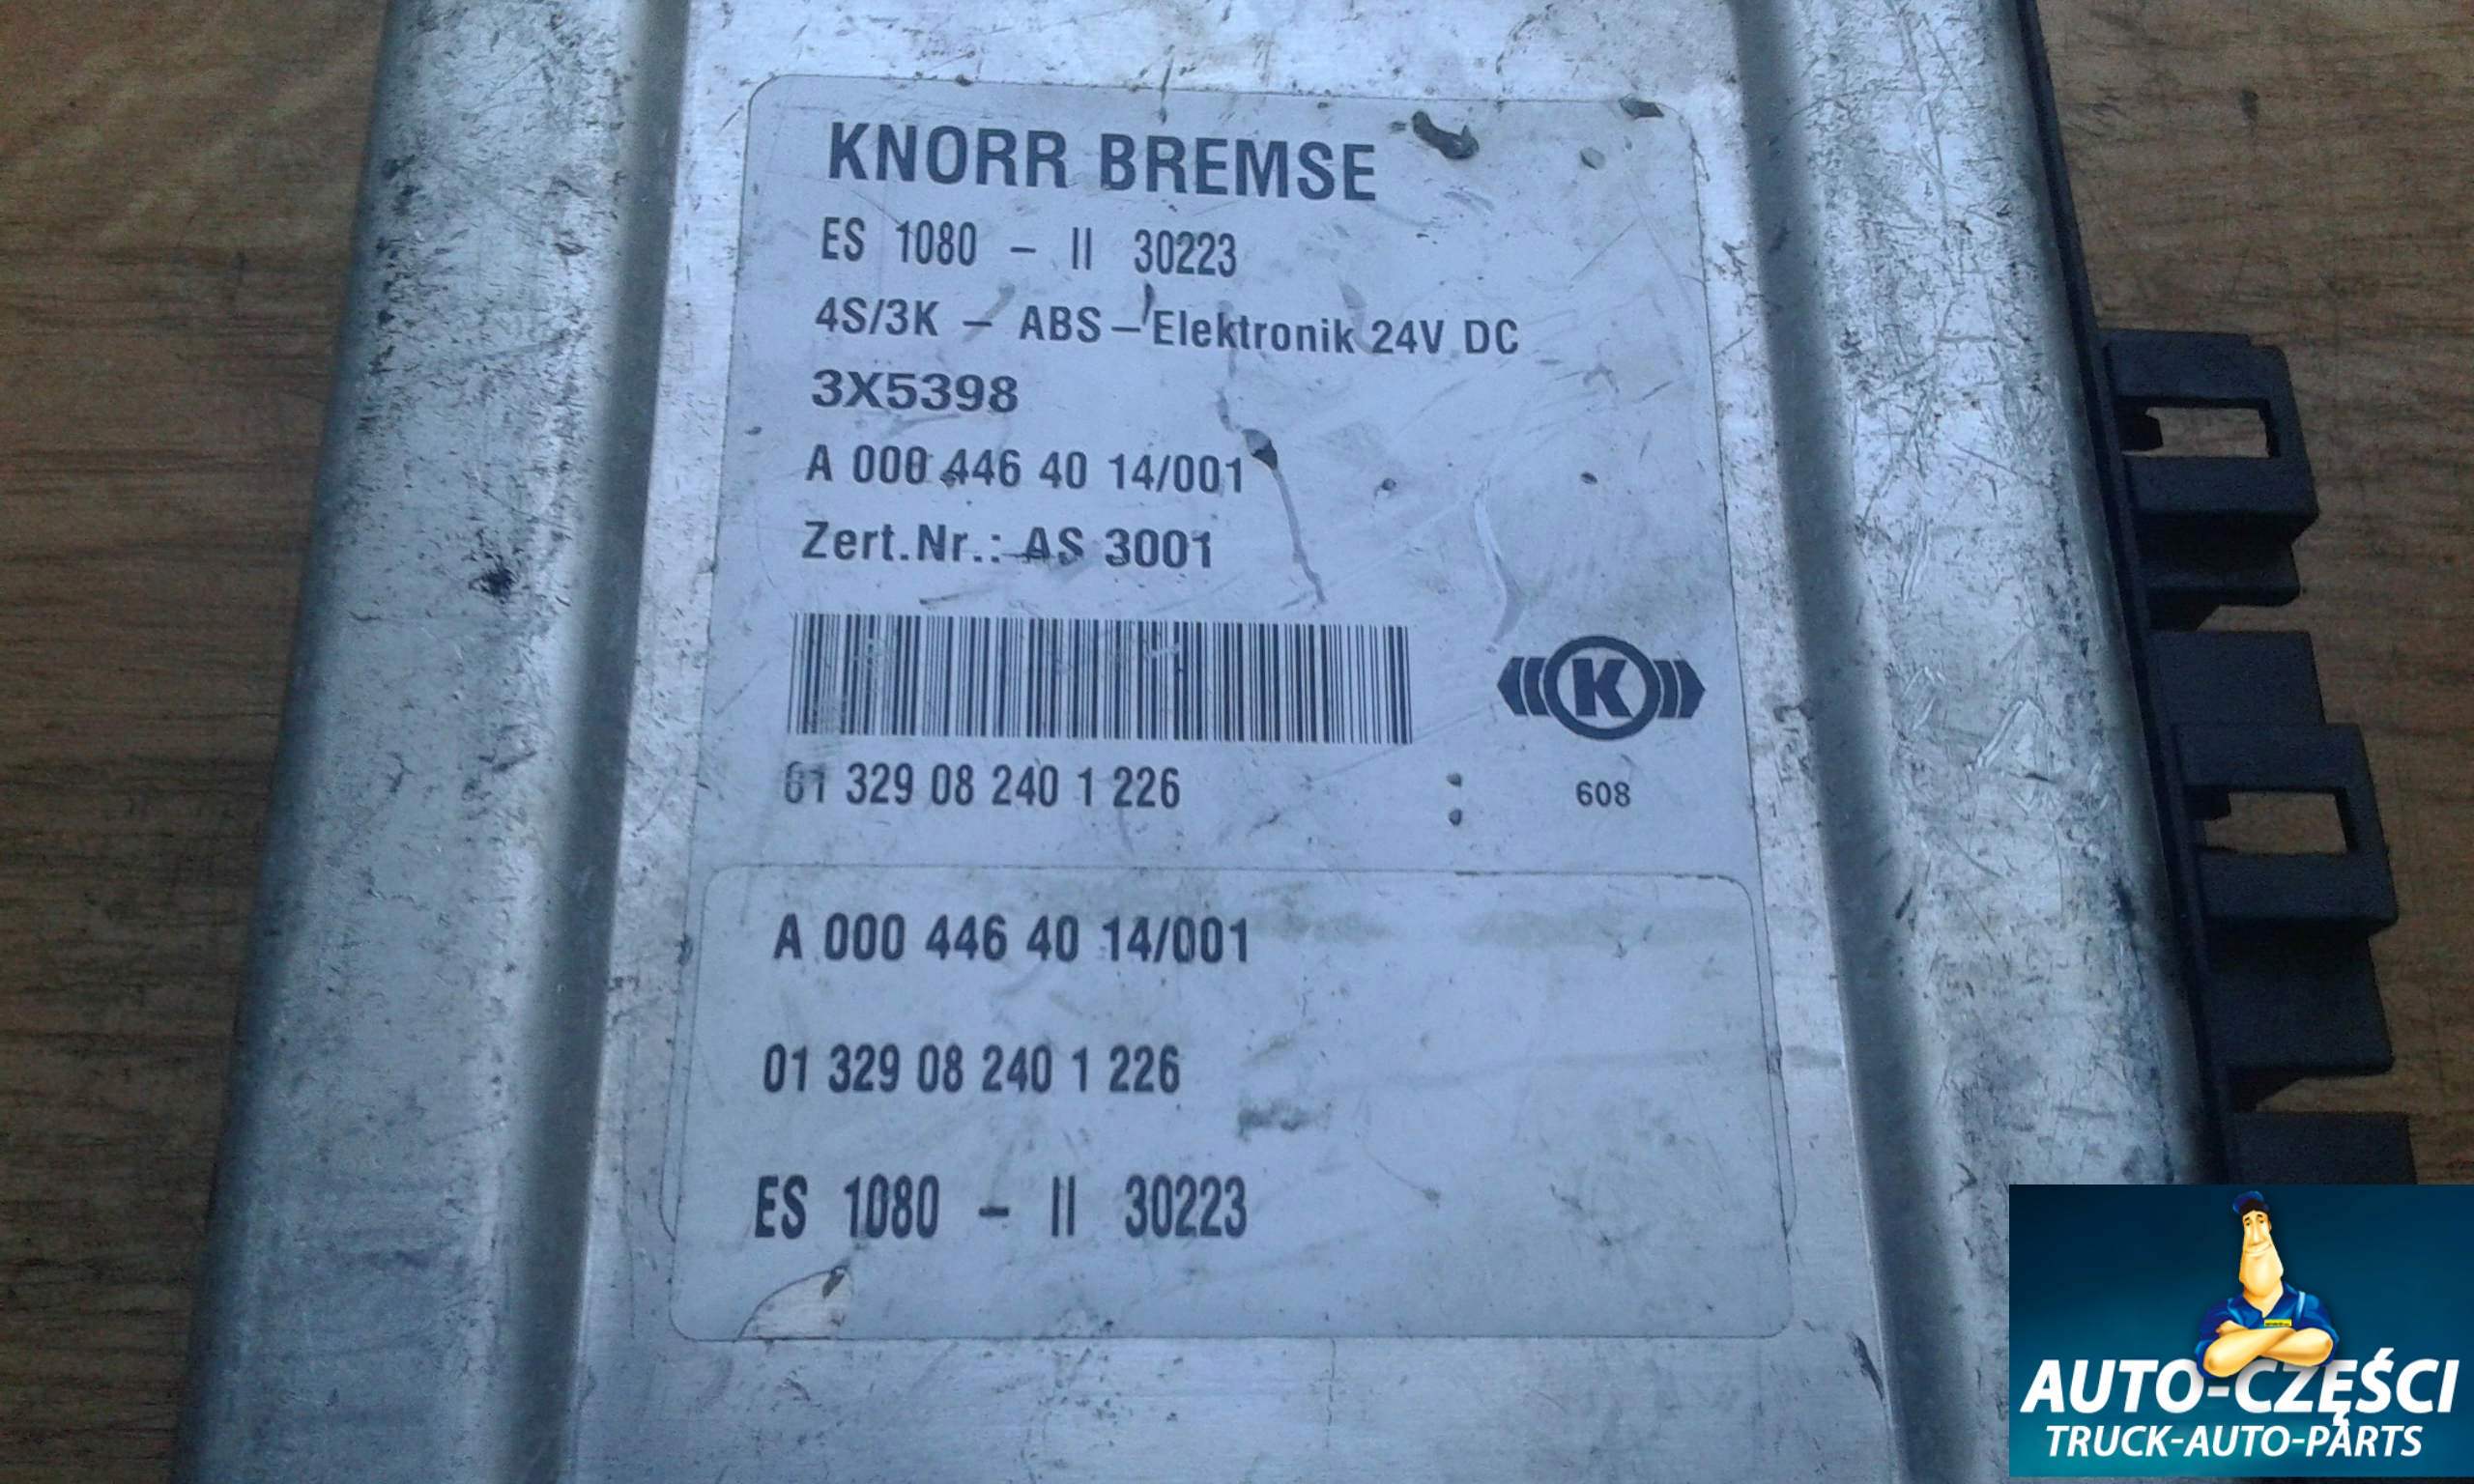 KNORR BREMSE
ES 1080 - II 30223
4S/3K - ABS-Elektronik 24V DC
3X5398
A 000 446 40 14/001
Zert.Nr.: AS 3001
K
01 329 08 240 1 226
608
A 000 446 40 14/001
01 329 08 240 1 226
ES 1080 - II 30223
AUTO-CZĘŚCI
TRUCK-AUTO-PARTS